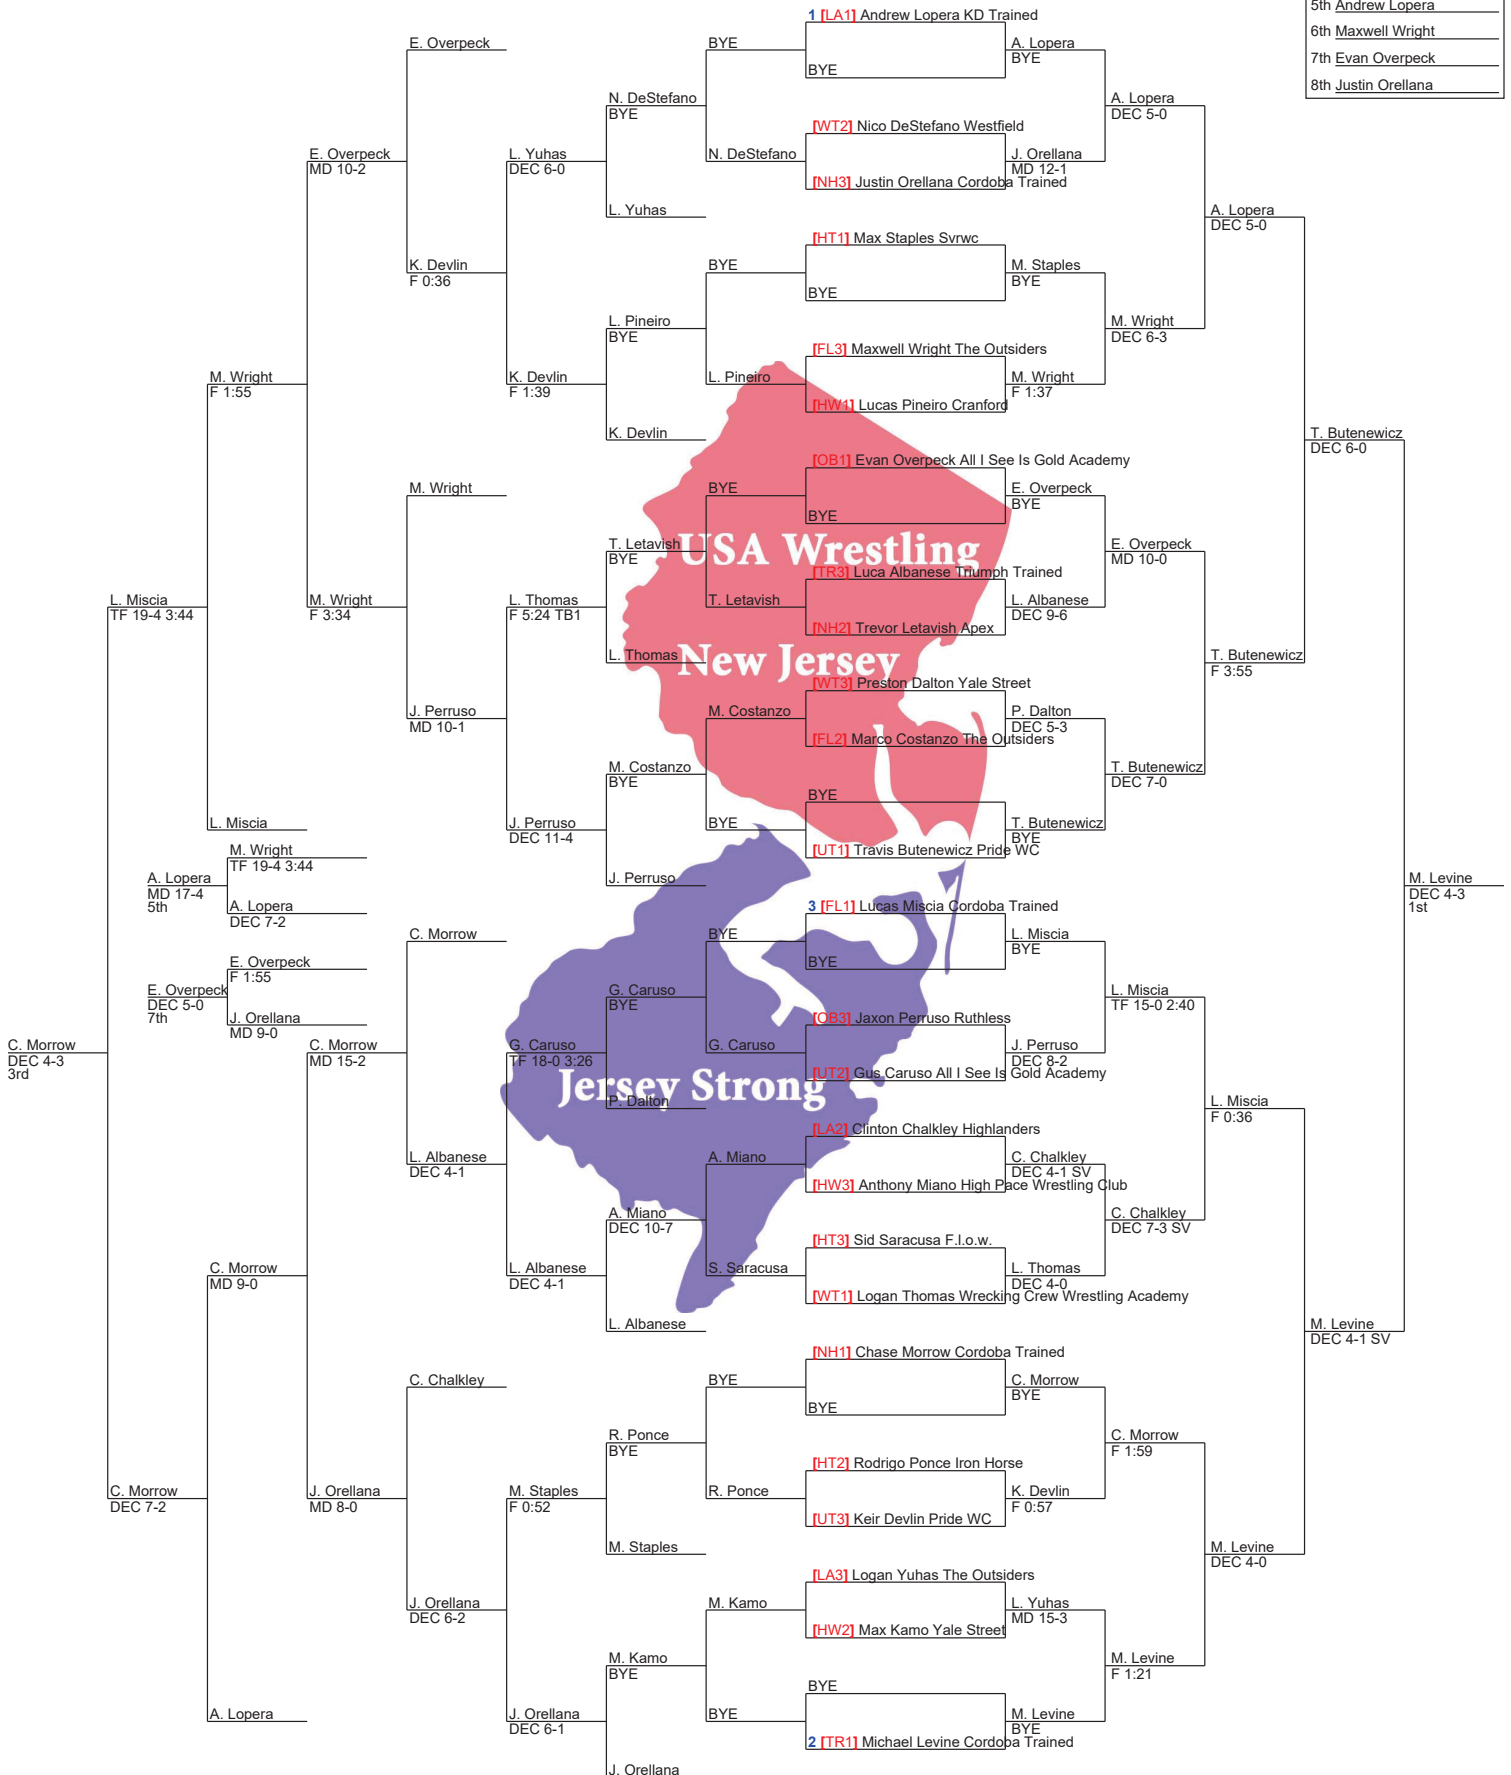 5th Andrew Lopera
6th Maxwell Wright
7th Evan Overpeck
8th Justin Orellana
1 [LA1] Andrew Lopera KD Trained
BYE
[WT2] Nico DeStefano Westfield
[NH3] Justin Orellana Cordoba Trained
[HT1] Max Staples Svrwc
BYE
[FL3] Maxwell Wright The Outsiders
[HW1] Lucas Pineiro Cranford
[OB1] Evan Overpeck All I See Is Gold Academy
BYE
[TR3] Luca Albanese Triumph Trained
[NH2] Trevor Letavish Apex
[WT3] Preston Dalton Yale Street
[FL2] Marco Costanzo The Outsiders
BYE
[UT1] Travis Butenewicz Pride WC
3 [FL1] Lucas Miscia Cordoba Trained
BYE
[OB3] Jaxon Perruso Ruthless
[UT2] Gus Caruso All I See Is Gold Academy
[LA2] Clinton Chalkley Highlanders
[HW3] Anthony Miano High Pace Wrestling Club
[HT3] Sid Saracusa F.l.o.w.
[WT1] Logan Thomas Wrecking Crew Wrestling Academy
[NH1] Chase Morrow Cordoba Trained
BYE
[HT2] Rodrigo Ponce Iron Horse
[UT3] Keir Devlin Pride WC
[LA3] Logan Yuhas The Outsiders
[HW2] Max Kamo Yale Street
BYE
2 [TR1] Michael Levine Cordoba Trained
A. Lopera
BYE
J. Orellana
MD 12-1
M. Staples
BYE
M. Wright
F 1:37
E. Overpeck
BYE
L. Albanese
DEC 9-6
P. Dalton
DEC 5-3
T. Butenewicz
BYE
L. Miscia
BYE
J. Perruso
DEC 8-2
C. Chalkley
DEC 4-1 SV
L. Thomas
DEC 4-0
C. Morrow
BYE
K. Devlin
F 0:57
L. Yuhas
MD 15-3
M. Levine
BYE
A. Lopera
DEC 5-0
M. Wright
DEC 6-3
E. Overpeck
MD 10-0
T. Butenewicz
DEC 7-0
L. Miscia
TF 15-0 2:40
C. Chalkley
DEC 7-3 SV
C. Morrow
F 1:59
M. Levine
F 1:21
A. Lopera
DEC 5-0
T. Butenewicz
F 3:55
L. Miscia
F 0:36
M. Levine
DEC 4-0
T. Butenewicz
DEC 6-0
M. Levine
DEC 4-1 SV
M. Levine
DEC 4-3
1st
BYE
N. DeStefano
BYE
L. Pineiro
BYE
T. Letavish
M. Costanzo
BYE
BYE
G. Caruso
A. Miano
S. Saracusa
BYE
R. Ponce
M. Kamo
BYE
N. DeStefano
BYE
L. Yuhas
L. Pineiro
BYE
K. Devlin
T. Letavish
BYE
L. Thomas
M. Costanzo
BYE
J. Perruso
G. Caruso
BYE
P. Dalton
A. Miano
DEC 10-7
L. Albanese
R. Ponce
BYE
M. Staples
M. Kamo
BYE
J. Orellana
L. Yuhas
DEC 6-0
K. Devlin
F 1:39
L. Thomas
F 5:24 TB1
J. Perruso
DEC 11-4
G. Caruso
TF 18-0 3:26
L. Albanese
DEC 4-1
M. Staples
F 0:52
J. Orellana
DEC 6-1
E. Overpeck
K. Devlin
F 0:36
M. Wright
J. Perruso
MD 10-1
C. Morrow
L. Albanese
DEC 4-1
C. Chalkley
J. Orellana
DEC 6-2
E. Overpeck
MD 10-2
M. Wright
F 3:34
C. Morrow
MD 15-2
J. Orellana
MD 8-0
M. Wright
F 1:55
L. Miscia
C. Morrow
MD 9-0
A. Lopera
L. Miscia
TF 19-4 3:44
C. Morrow
DEC 7-2
C. Morrow
DEC 4-3
3rd
M. Wright
TF 19-4 3:44
A. Lopera
DEC 7-2
A. Lopera
MD 17-4
5th
E. Overpeck
F 1:55
J. Orellana
MD 9-0
E. Overpeck
DEC 5-0
7th
USA Wrestling
New Jersey
Jersey Strong